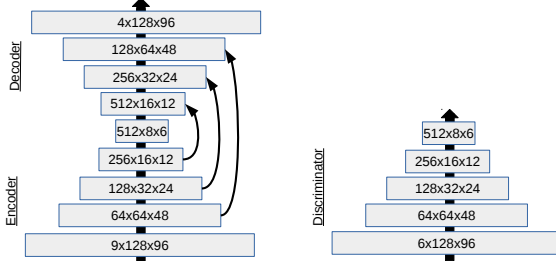 Decoder
4x128x96
128x64x48
256x32x24
512x16x12
512x8x6
Encoder
256x16x12
128x32x24
64x64x48
9x128x96
Discriminator
512x8x6
256x16x12
128x32x24
64x64x48
6x128x96